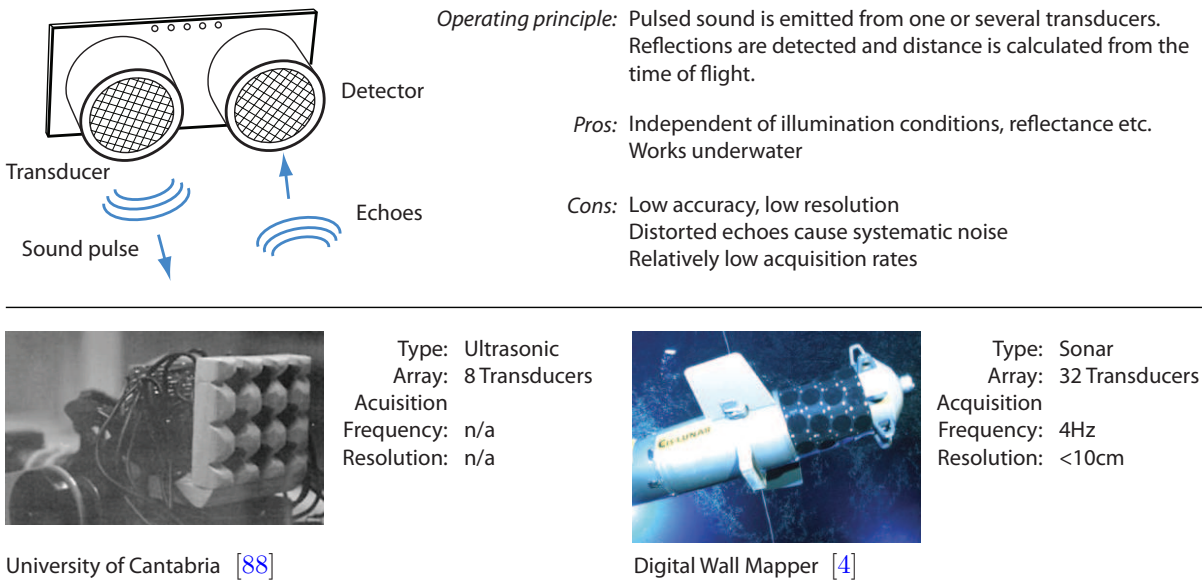 Operating principle: Pulsed sound is emitted from one or several transducers.
Reflections are detected and distance is calculated from the
time of flight.
Detector
Pros: Independent of illumination conditions, reflectance etc.
Works underwater
Transducer
Echoes
Sound pulse
Cons: Low accuracy, low resolution
Distorted echoes cause systematic noise
Relatively low acquisition rates
Type: Ultrasonic
Array: 8 Transducers
Acuisition
Frequency: n/a
Resolution: n/a
University of Cantabria [88]
CIS-LUNAR
Type: Sonar
Array: 32 Transducers
Acquisition
Frequency: 4Hz
Resolution: <10cm
Digital Wall Mapper [4]